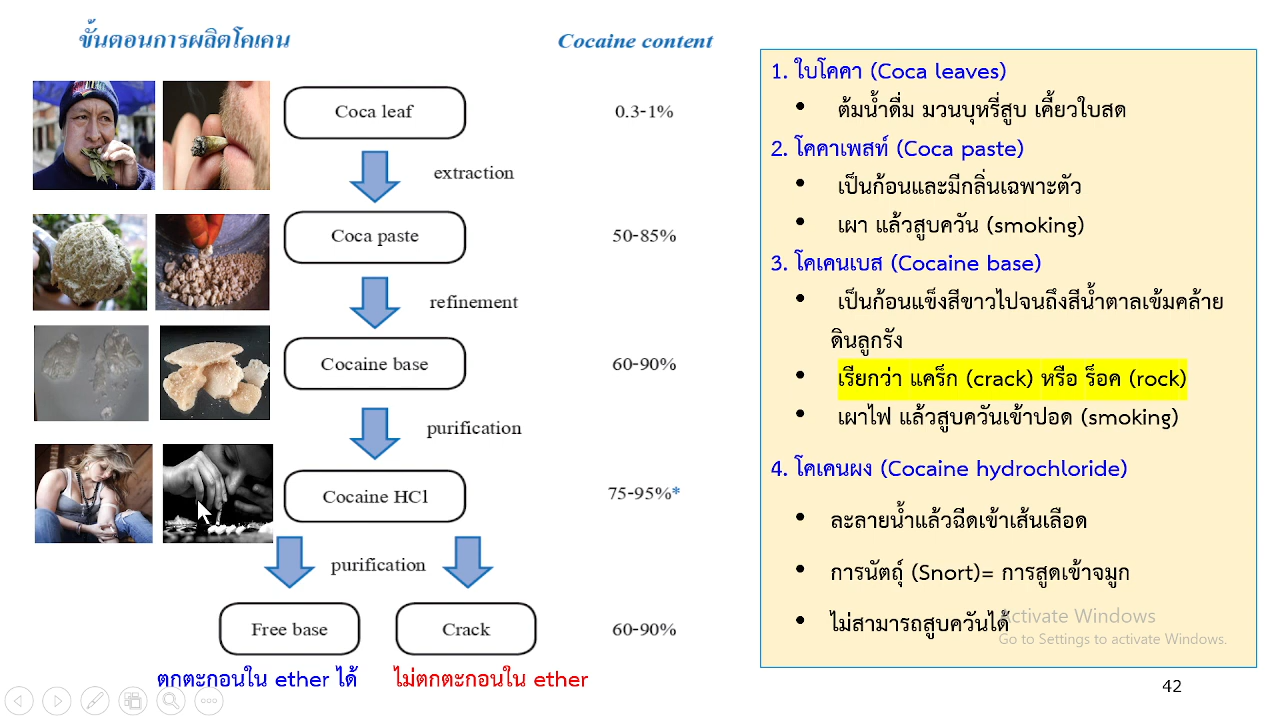 ขั้นตอนการผลิตโคเคน
Cocaine content
Coca leaf
0.3-1%
extraction
Coca paste
50-85%
refinement
Cocaine base
60-90%
purification
Cocaine HCl
75-95%*
purification
Free base
Crack
60-90%
ตกตะกอนใน ether ได้
ไม่ตกตะกอนใน ether
1. ใบโคคา (Coca leaves)
• ต้มน้ำดื่ม มวนบุหรี่สูบ เคี้ยวใบสด
2. โคคาเพสท์ (Coca paste)
• เป็นก้อนและมีกลิ่นเฉพาะตัว
• เผา แล้วสูบควัน (smoking)
3. โคเคนเบส (Cocaine base)
• เป็นก้อนแข็งสีขาวไปจนถึงสีน้ำตาลเข้มคล้าย
ดินลูกรัง
• เรียกว่า แคร็ก (crack) หรือ ร็อค (rock)
• เผาไฟ แล้วสูบควันเข้าปอด (smoking)
4. โคเคนผง (Cocaine hydrochloride)
• ละลายน้ำแล้วฉีดเข้าเส้นเลือด
• การนัตถุ์ (Snort)= การสูดเข้าจมูก
• ไม่สามารถสูบควันได้
Activate Windows
Go to Settings to activate Windows.
42